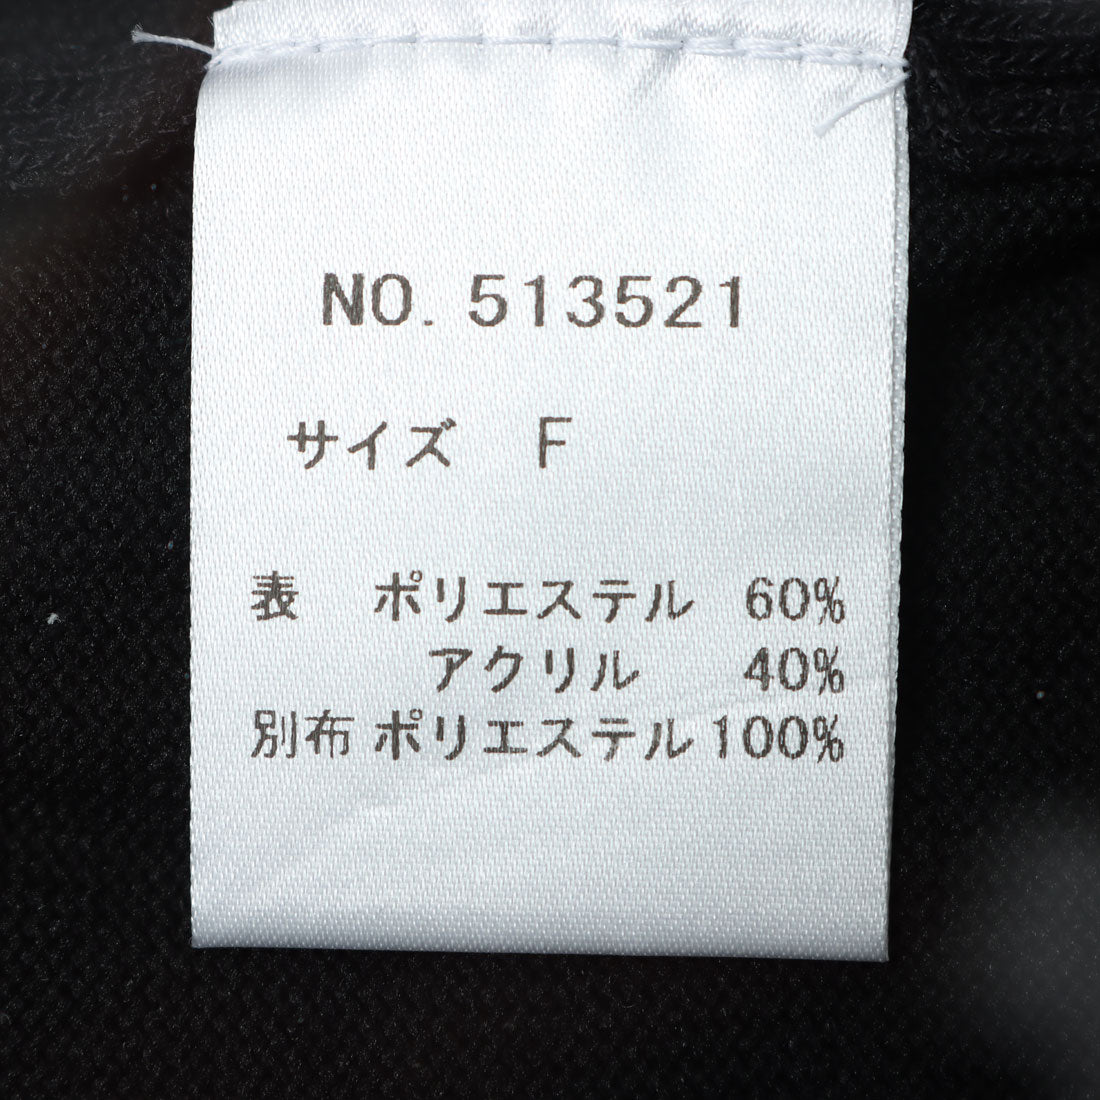 NO. 513521
サイズ F
表 ポリエステル 60%
アクリル 40%
別布 ポリエステル 100%